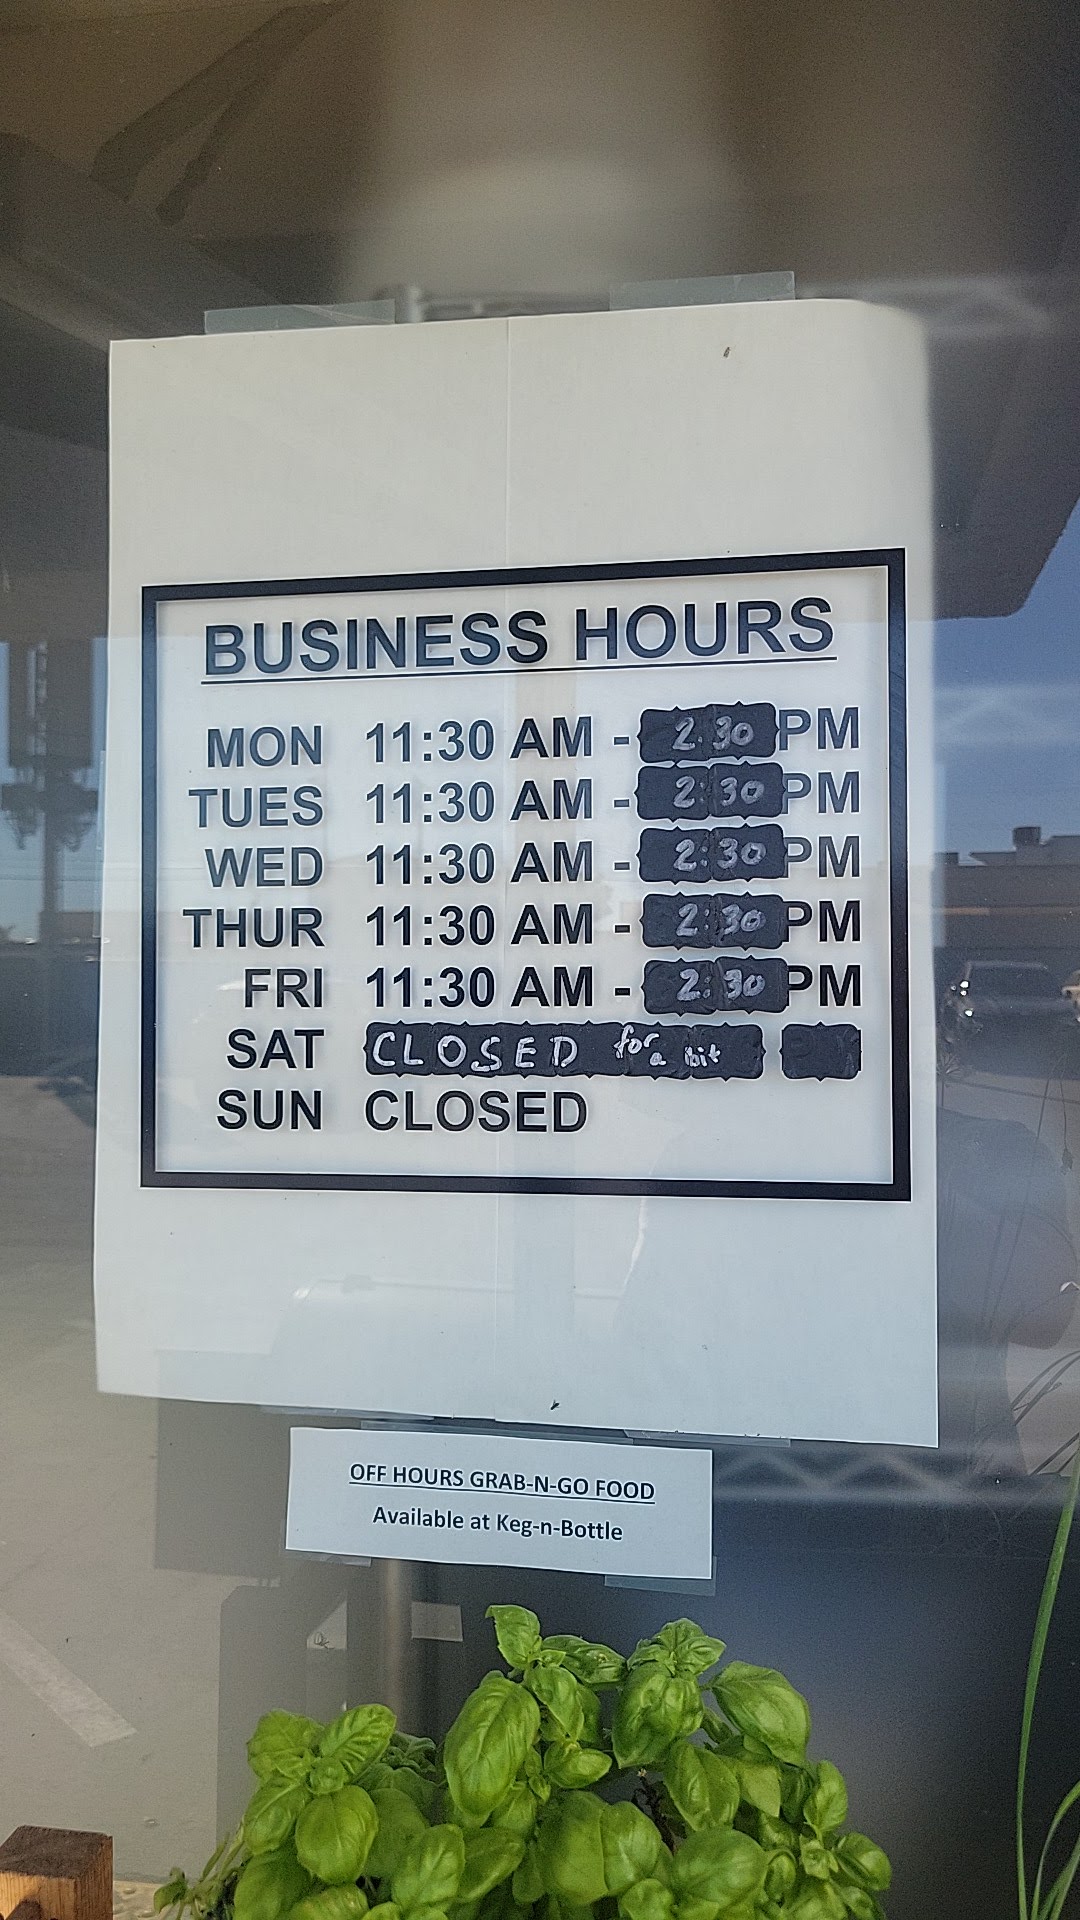 BUSINESS HOURS
MON 11:30 AM - 2:30 PM
TUES 11:30 AM - 2:30 PM
WED 11:30 AM - 2:30 PM
THUR 11:30 AM - 2:30 PM
FRI 11:30 AM - 2:30 PM
SAT CLOSED for a bit
SUN CLOSED
OFF HOURS GRAB-N-GO FOOD
Available at Keg-n-Bottle